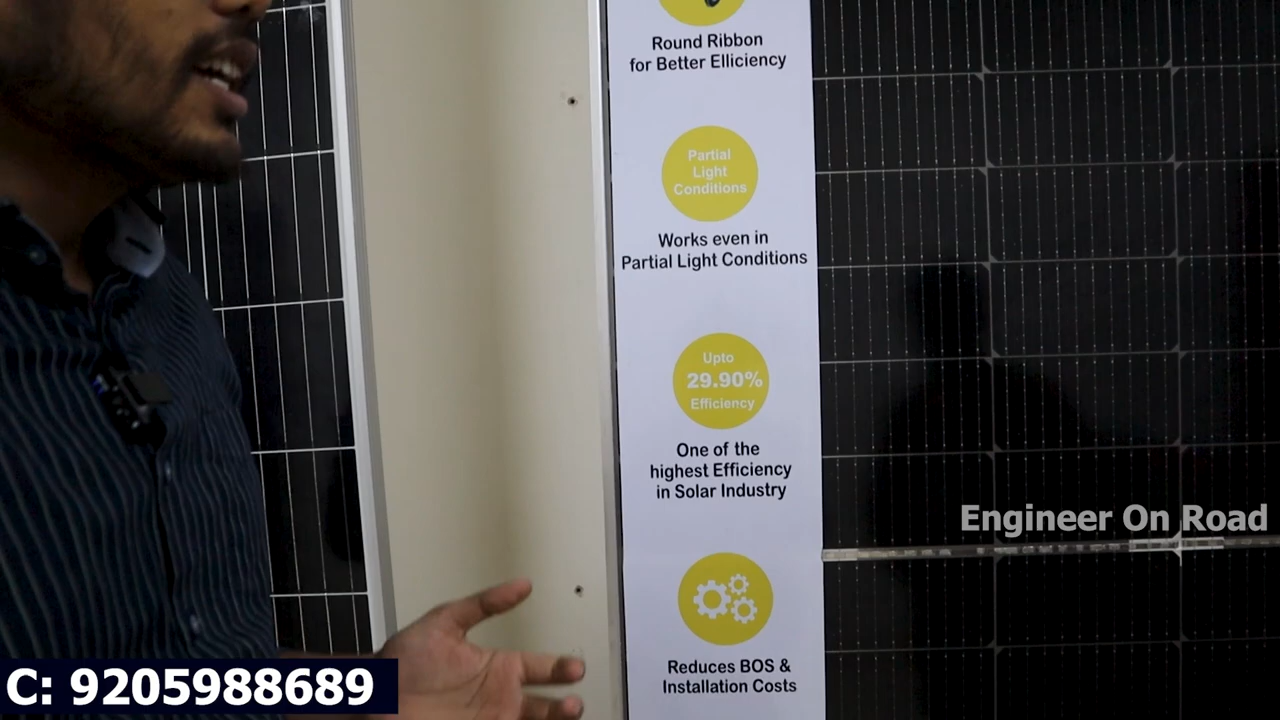 Round Ribbon
for Better Elliciency
Partial
Light
Conditions
Works even in
Partial Light Conditions
Upto
29.90%
Efficiency
One of the
highest Efficiency
in Solar Industry
Engineer On Road
Reduces BOS &
Installation Costs
C: 9205988689